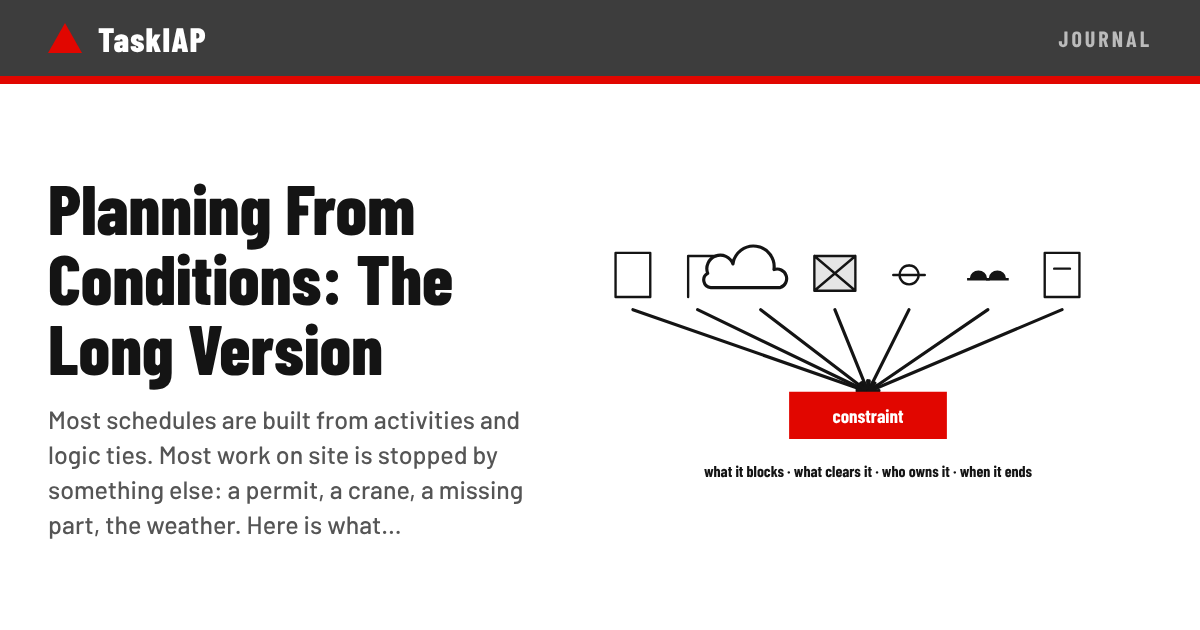 TaskIAP
JOURNAL
Planning From
Conditions: The
Long Version
Most schedules are built from activities and
logic ties. Most work on site is stopped by
something else: a permit, a crane, a missing
part, the weather. Here is what...
constraint
what it blocks · what clears it · who owns it · when it ends